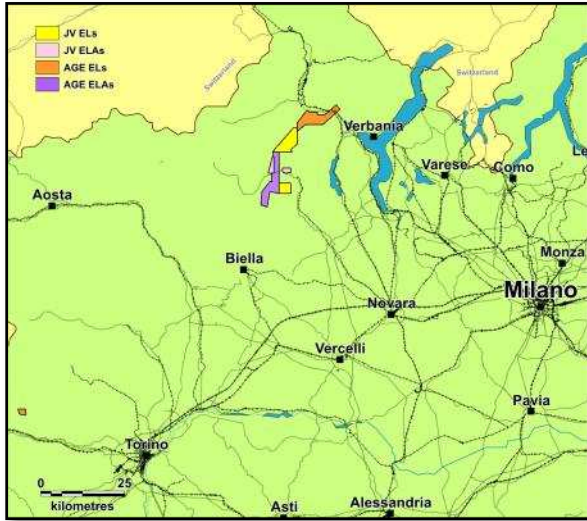 JV ELs
JV ELAs
AGE ELs
AGE ELAs
Switzerland
Switzerland
Verbania
Varese
Como
Le
Aosta
Biella
Monza
Milano
Novara
Vercelli
Pavia
Torino
0 25
kilometres
Asti
Alessandria